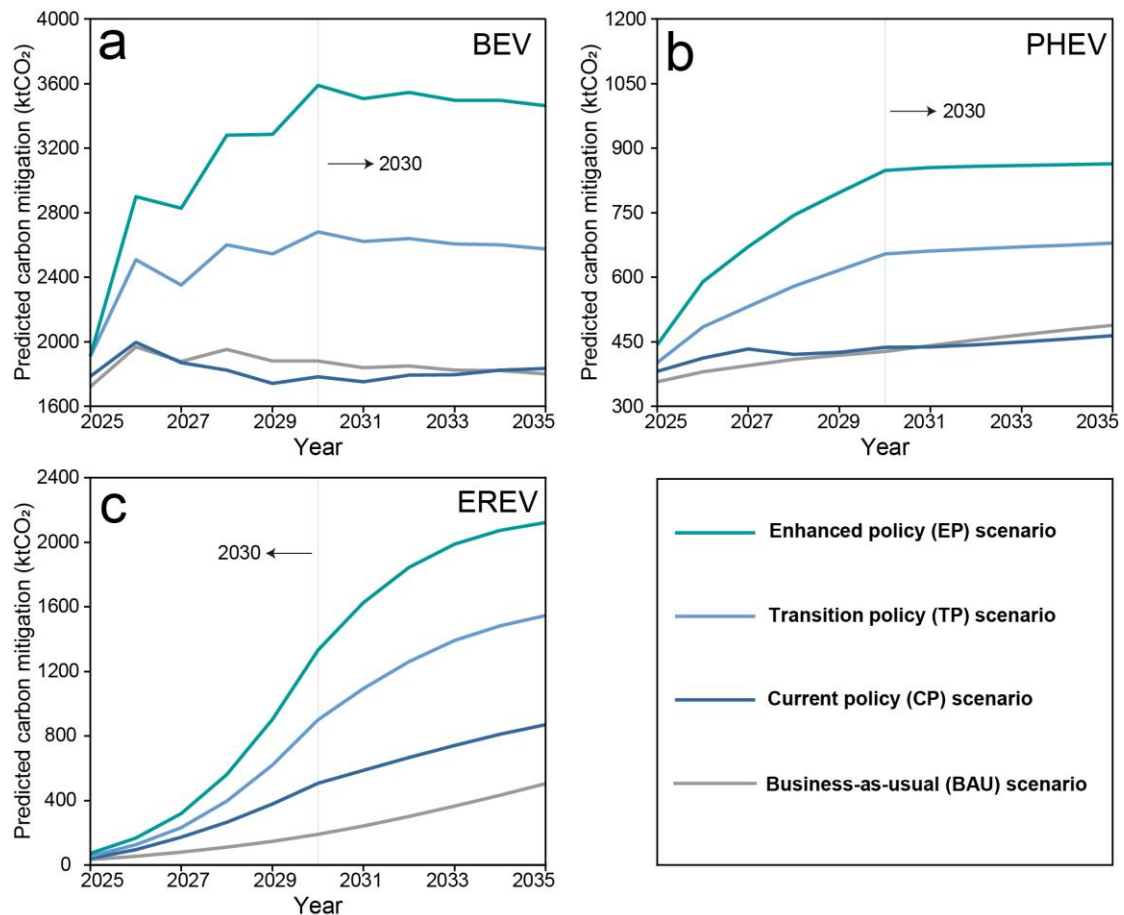 a
BEV
Predicted carbon mitigation (ktCO₂)
4000
3600
3200
2800
2400
2000
1600
2030
2025 2027 2029 2031 2033 2035
Year
b
PHEV
Predicted carbon mitigation (ktCO₂)
1200
1050
900
750
600
450
300
2030
2025 2027 2029 2031 2033 2035
Year
c
EREV
Predicted carbon mitigation (ktCO₂)
2400
2000
1600
1200
800
400
0
2030
2025 2027 2029 2031 2033 2035
Year
Enhanced policy (EP) scenario
Transition policy (TP) scenario
Current policy (CP) scenario
Business-as-usual (BAU) scenario